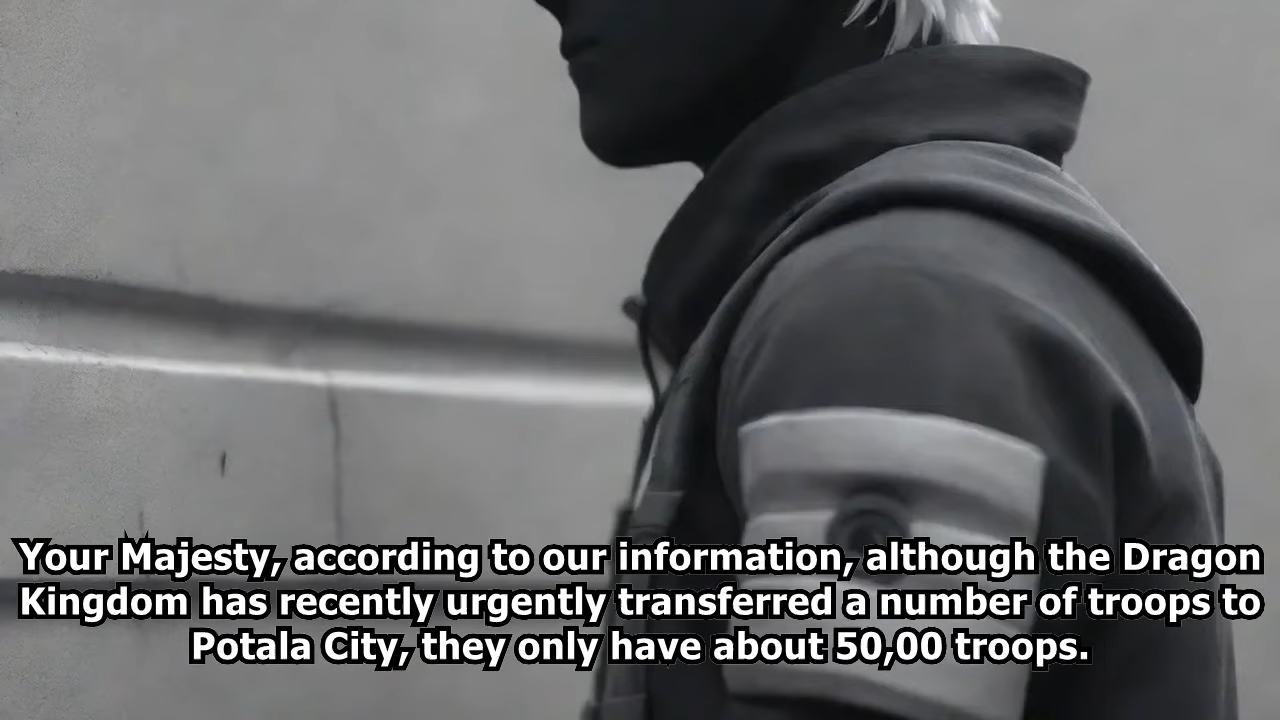 Your Majesty, according to our information, although the Dragon
Kingdom has recently urgently transferred a number of troops to
Potala City, they only have about 50,00 troops.